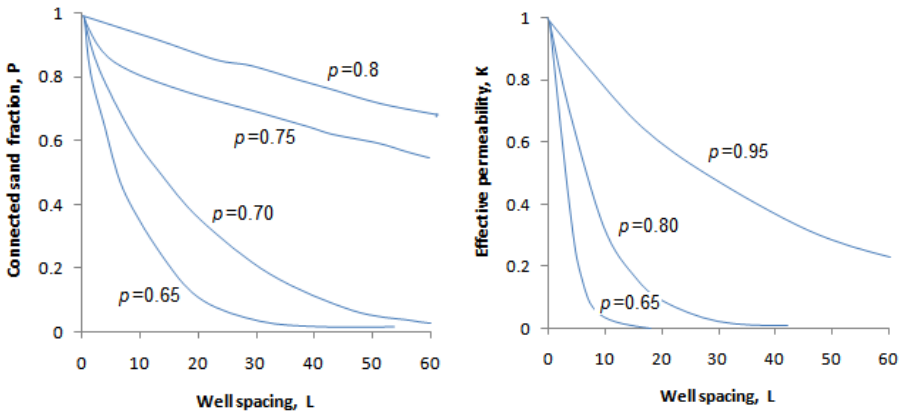 Connected sand fraction, P
1
0.8
0.6
0.4
0.2
0
p=0.8
p=0.75
p=0.70
p=0.65
0 10 20 30 40 50 60
Well spacing, L
Effective permeability, K
1
0.8
0.6
0.4
0.2
0
p=0.95
p=0.80
p=0.65
0 10 20 30 40 50 60
Well spacing, L